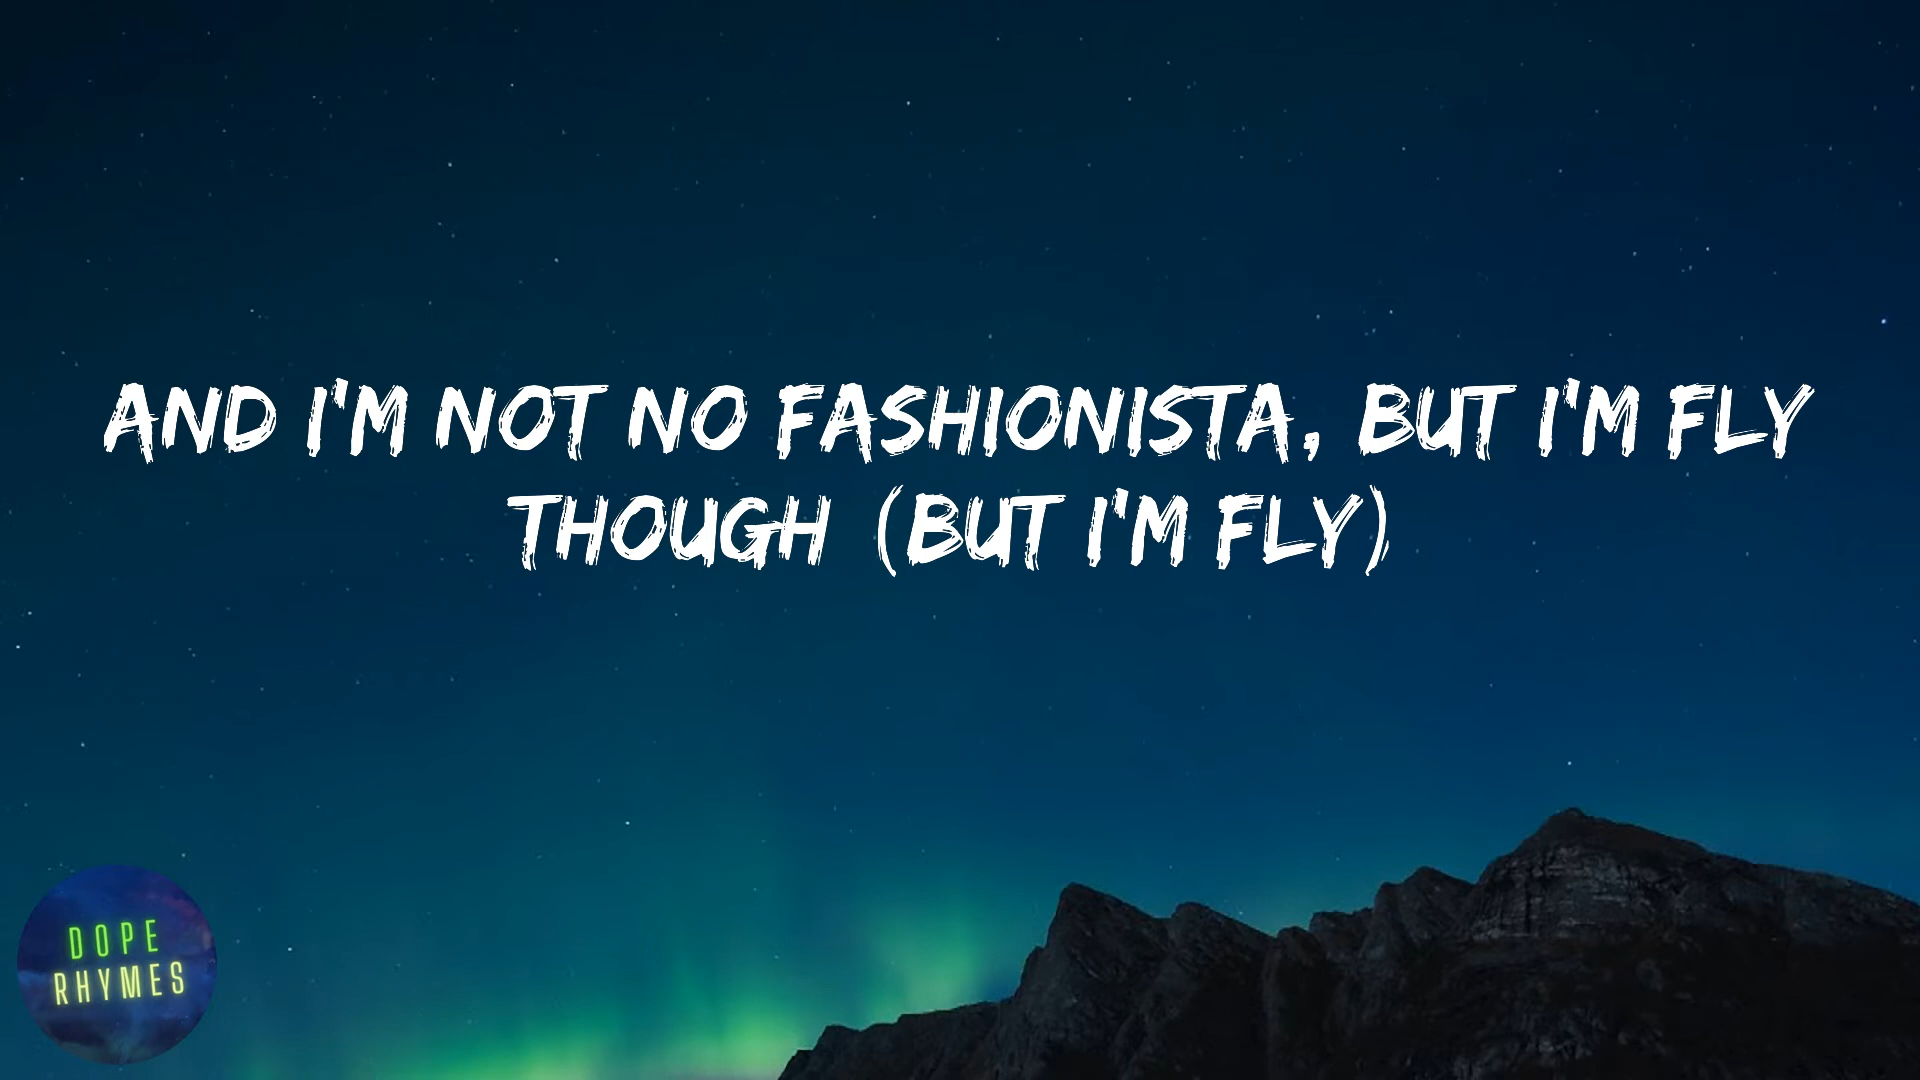 AND I'M NOT NO FASHIONISTA, BUT I'M FLY
THOUGH (BUT I'M FLY)
DOPE
RHYMES